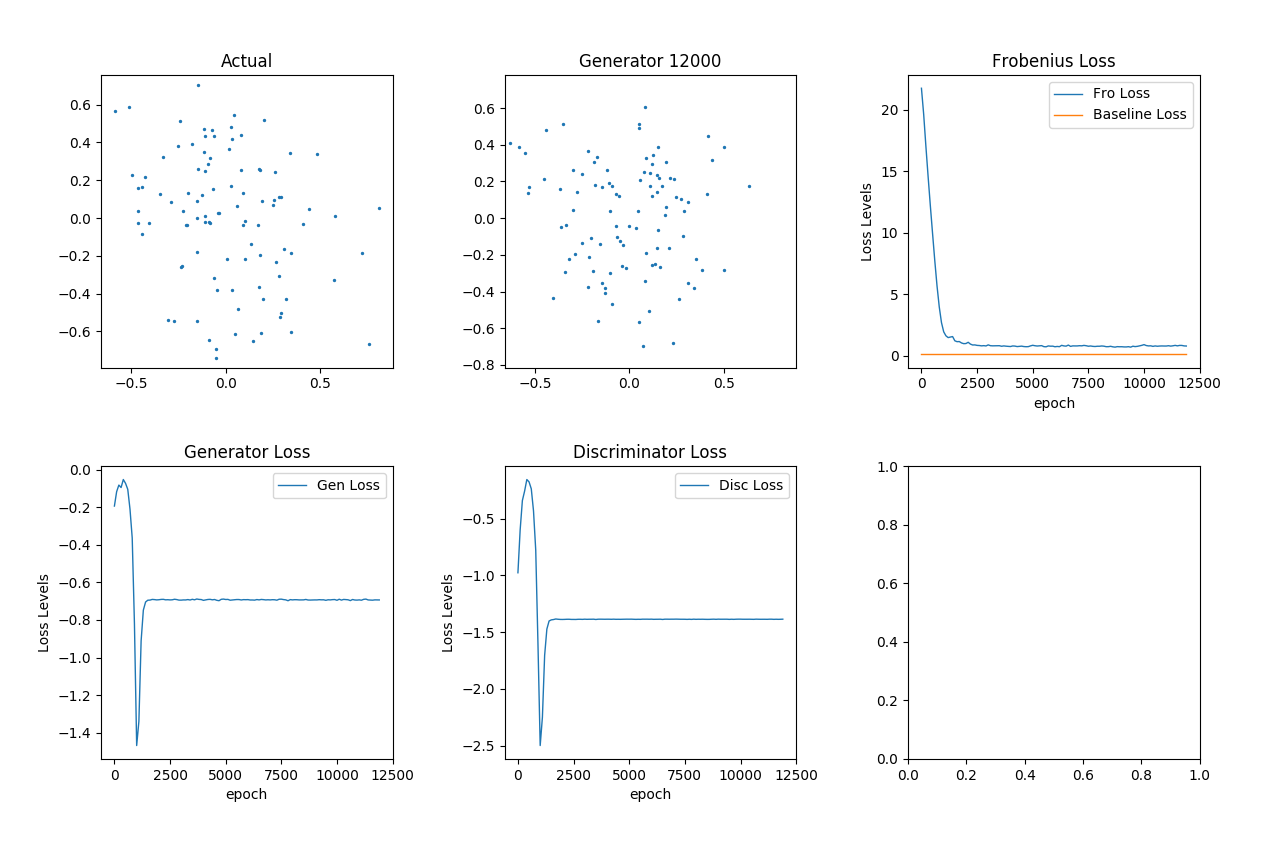 Actual
0.6
0.4
0.2
0.0
−0.2
−0.4
−0.6
−0.5 0.0 0.5
Generator 12000
0.6
0.4
0.2
0.0
−0.2
−0.4
−0.6
−0.8
−0.5 0.0 0.5
Frobenius Loss
Fro Loss
Baseline Loss
Loss Levels
20
15
10
5
0
0 2500 5000 7500 10000 12500
epoch
Generator Loss
Gen Loss
Loss Levels
0.0
−0.2
−0.4
−0.6
−0.8
−1.0
−1.2
−1.4
0 2500 5000 7500 10000 12500
epoch
Discriminator Loss
Disc Loss
Loss Levels
−0.5
−1.0
−1.5
−2.0
−2.5
0 2500 5000 7500 10000 12500
epoch
1.0
0.8
0.6
0.4
0.2
0.0
0.0 0.2 0.4 0.6 0.8 1.0